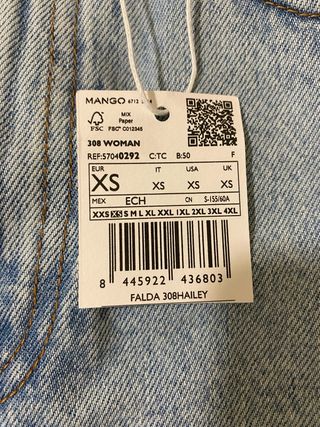 MANGO 6712
FSC
MIX
Paper
FSC® C012345
308 WOMAN
REF:57040292 C:TC B:50 F
EUR IT USA UK
XS XS XS XS
MEX ECH CN S-155/60A
XXS XS S M L XL XXL 1XL 2XL 3XL 4XL
8 445922 436803
FALDA 308HAILEY